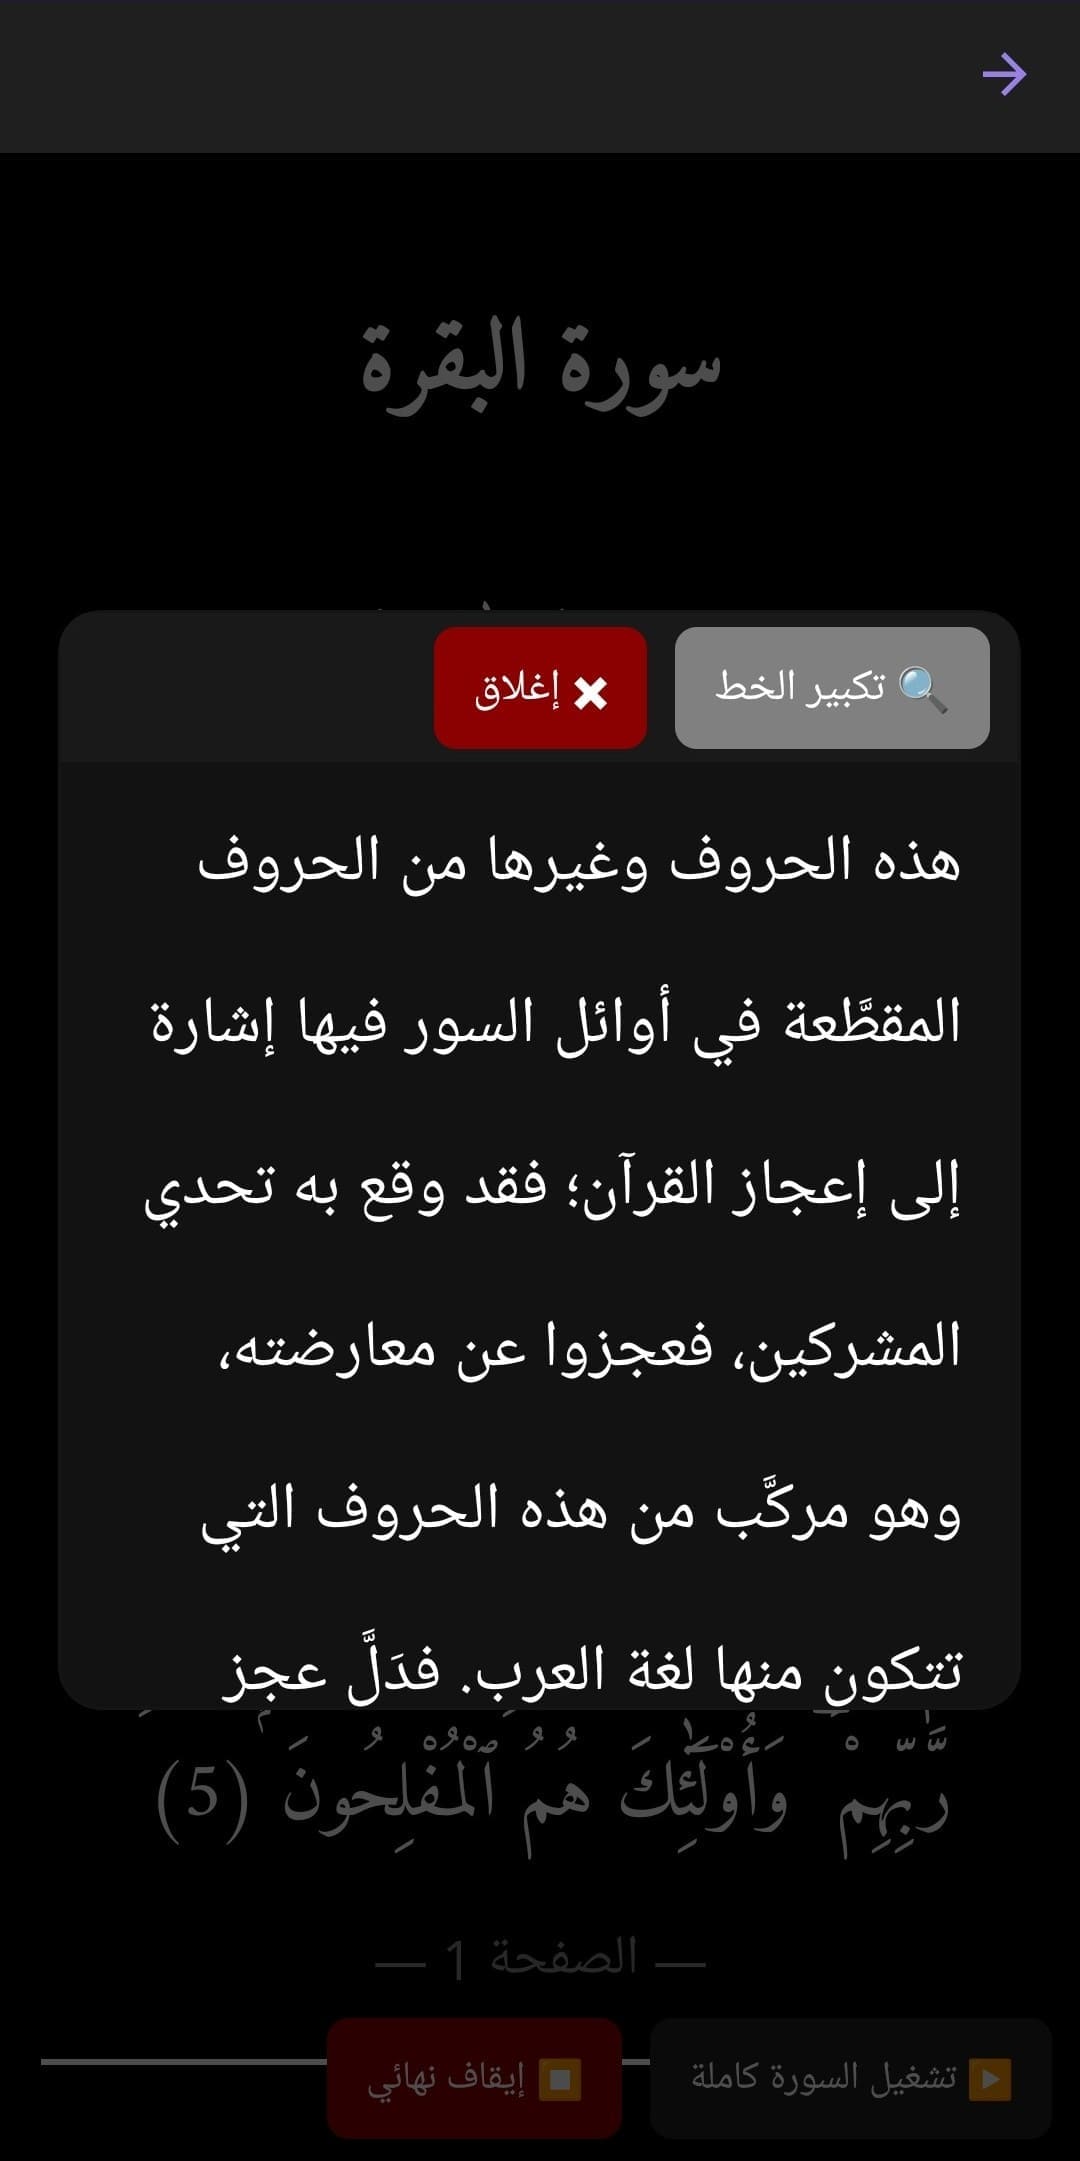 سورة البقرة
🔍 تكبير الخط
✖ إغلاق
هذه الحروف وغيرها من الحروف
المقطَّعة في أوائل السور فيها إشارة
إلى إعجاز القرآن؛ فقد وقع به تحدي
المشركين، فعجزوا عن معارضته،
وهو مركَّب من هذه الحروف التي
تتكون منها لغة العرب. فدَلَّ عجز
رَّبِّهِمۡۖ وَأُوْلَٰٓئِكَ هُمُ ٱلۡمُفۡلِحُونَ (5)
— الصفحة 1 —
▶️ تشغيل السورة كاملة
⏹️ إيقاف نهائي